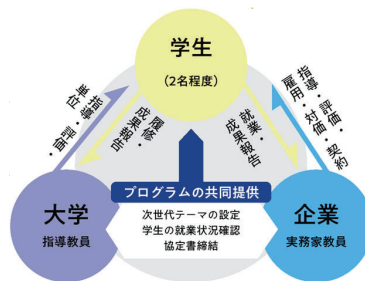 学生
(2名程度)
指導・評価・
単位
履修・
成果報告
就業・
成果報告
指導・評価・契約
雇用・対価・
プログラムの共同提供
次世代テーマの設定
学生の就業状況確認
協定書締結
大学
指導教員
企業
実務家教員